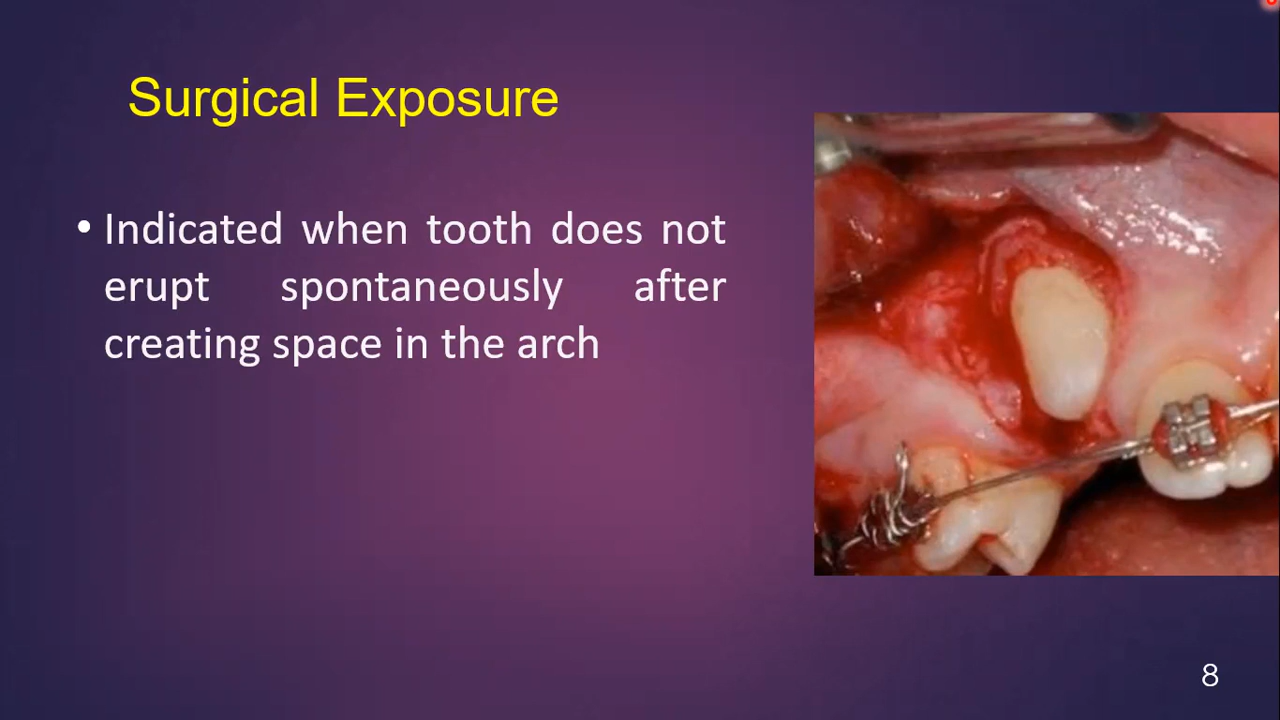 Surgical Exposure
• Indicated when tooth does not
erupt spontaneously after
creating space in the arch
8